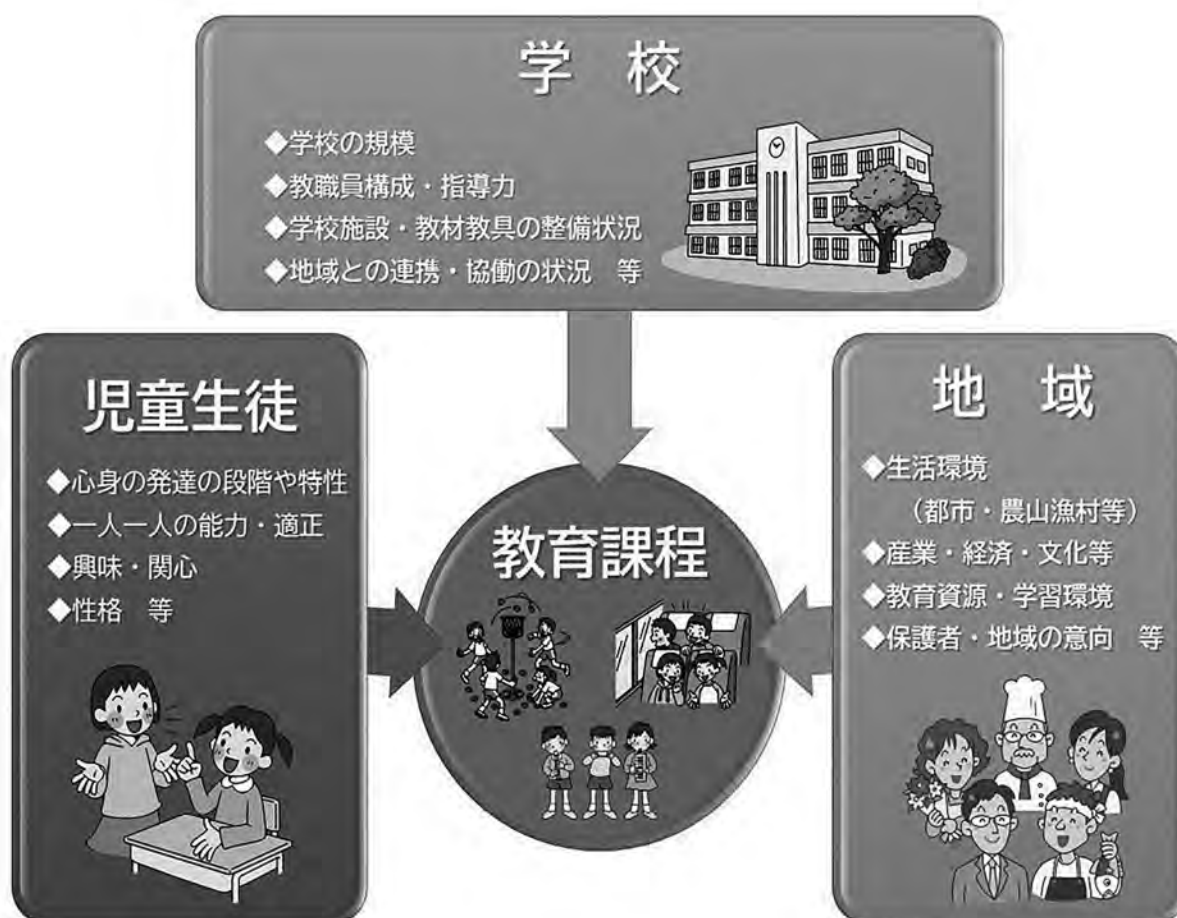 学 校
◆学校の規模
◆教職員構成・指導力
◆学校施設・教材教具の整備状況
◆地域との連携・協働の状況 等
児童生徒
◆心身の発達の段階や特性
◆一人一人の能力・適正
◆興味・関心
◆性格 等
教育課程
地 域
◆生活環境
(都市・農山漁村等)
◆産業・経済・文化等
◆教育資源・学習環境
◆保護者・地域の意向 等